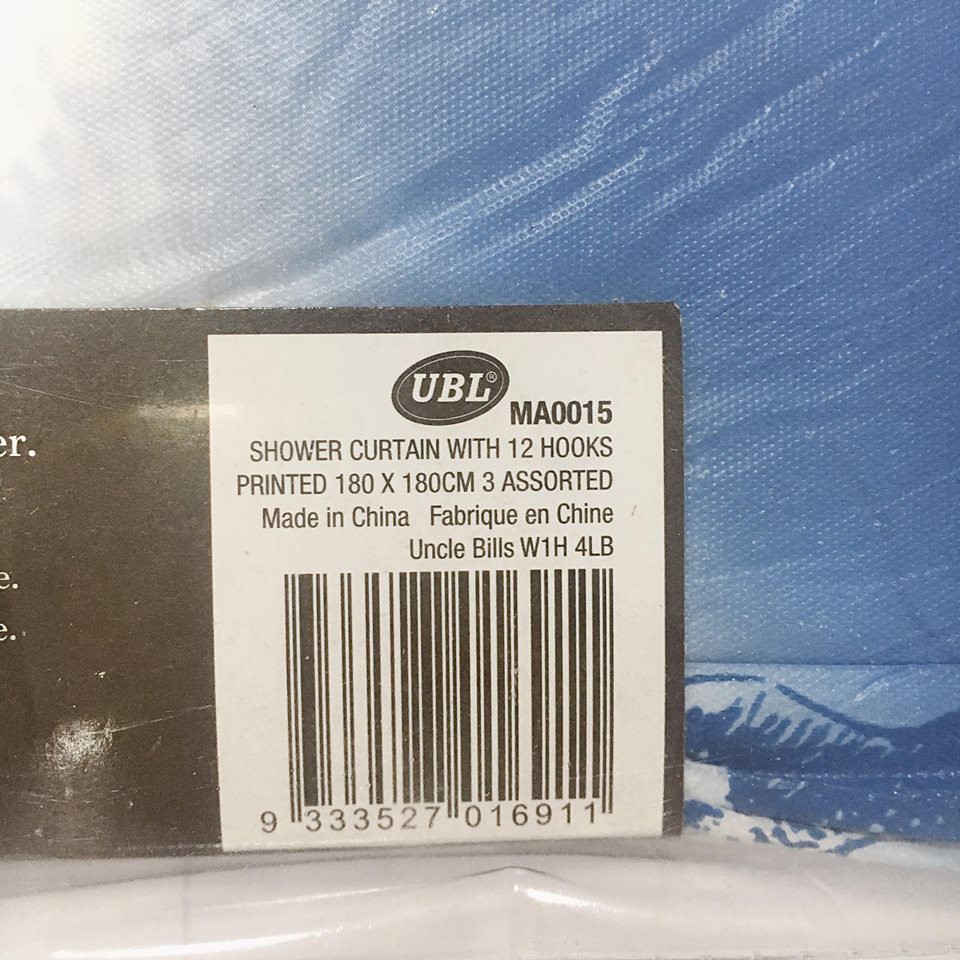 er.
e.
e.
UBL®
MA0015
SHOWER CURTAIN WITH 12 HOOKS
PRINTED 180 X 180CM 3 ASSORTED
Made in China Fabrique en Chine
Uncle Bills W1H 4LB
9 333527 016911